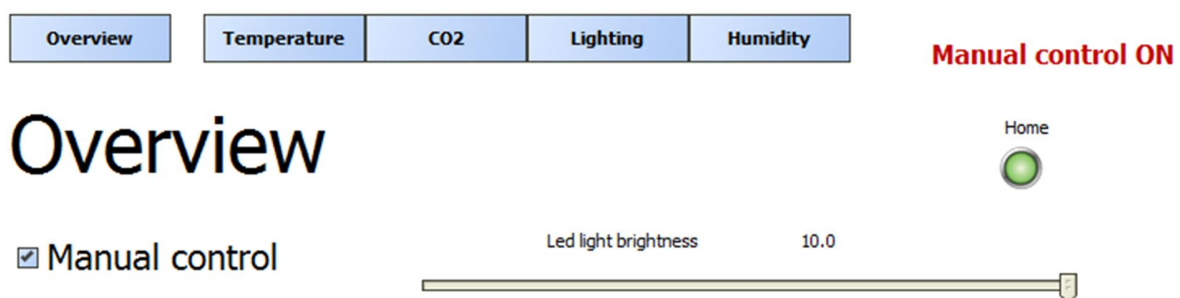 Overview Temperature CO2 Lighting Humidity
Manual control ON
Overview
Home
Manual control
Led light brightness 10.0